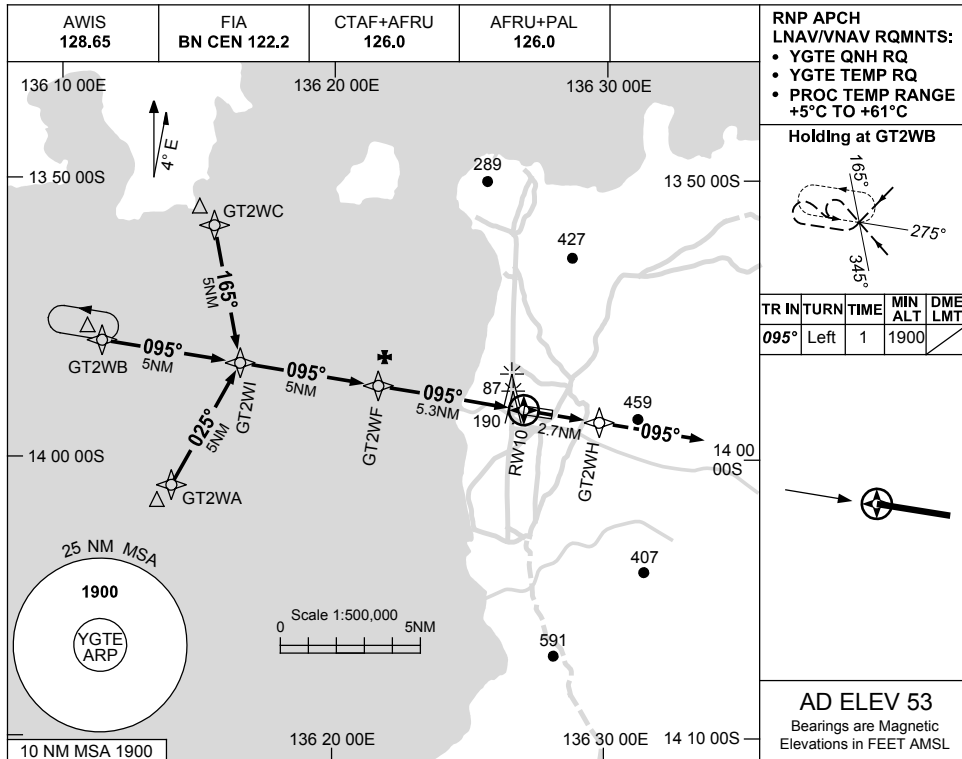 AWIS
128.65
FIA
BN CEN 122.2
CTAF+AFRU
126.0
AFRU+PAL
126.0
RNP APCH
LNAV/VNAV RQMNTS:
• YGTE QNH RQ
• YGTE TEMP RQ
• PROC TEMP RANGE
+5°C TO +61°C
Holding at GT2WB
165°
275°
345°
TR IN TURN TIME MIN ALT DME LMT
095° Left 1 1900
136 10 00E
136 20 00E
136 30 00E
4° E
13 50 00S
13 50 00S
289
GT2WC
427
165°
5NM
GT2WB
095°
5NM
GT2WI
095°
5NM
GT2WF
095°
5.3NM
87
190
RW10
2.7NM
GT2WH
459
095°
025°
5NM
GT2WA
14 00 00S
14 00
00S
25 NM MSA
1900
YGTE
ARP
Scale 1:500,000
0 5NM
407
591
10 NM MSA 1900
136 20 00E
136 30 00E
14 10 00S
AD ELEV 53
Bearings are Magnetic
Elevations in FEET AMSL